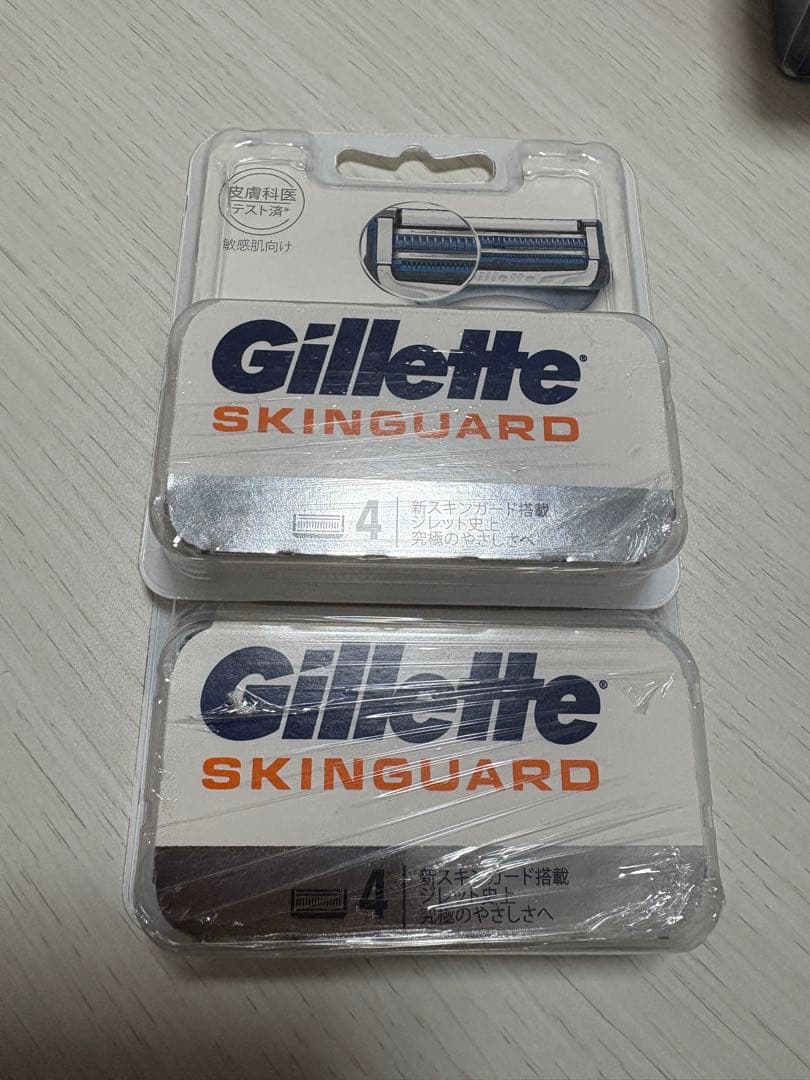 皮膚科医
テスト済*
敏感肌向け
Gillette
Gillette®
SKINGUARD
4
新スキンガード搭載
ジレット史上
究極のやさしさへ
Gillette®
SKINGUARD
4
新スキンガード搭載
ジレット史上
究極のやさしさへ